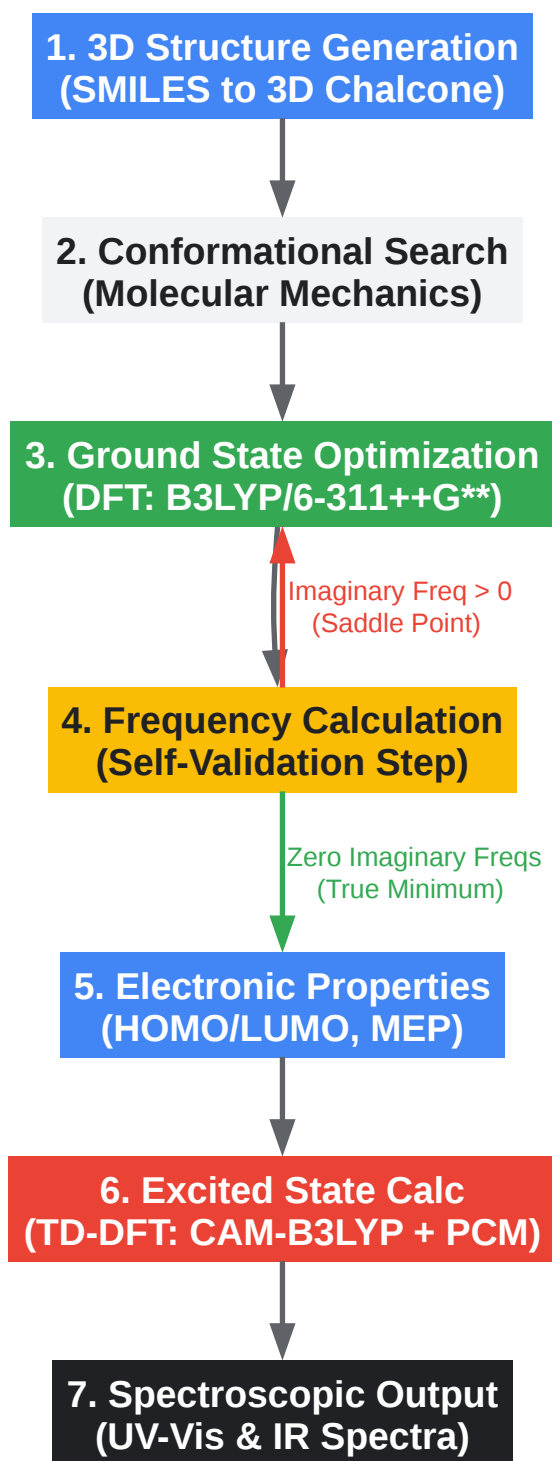 1. 3D Structure Generation
(SMILES to 3D Chalcone)
2. Conformational Search
(Molecular Mechanics)
3. Ground State Optimization
(DFT: B3LYP/6-311++G**)
Imaginary Freq > 0
(Saddle Point)
4. Frequency Calculation
(Self-Validation Step)
Zero Imaginary Freqs
(True Minimum)
5. Electronic Properties
(HOMO/LUMO, MEP)
6. Excited State Calc
(TD-DFT: CAM-B3LYP + PCM)
7. Spectroscopic Output
(UV-Vis & IR Spectra)